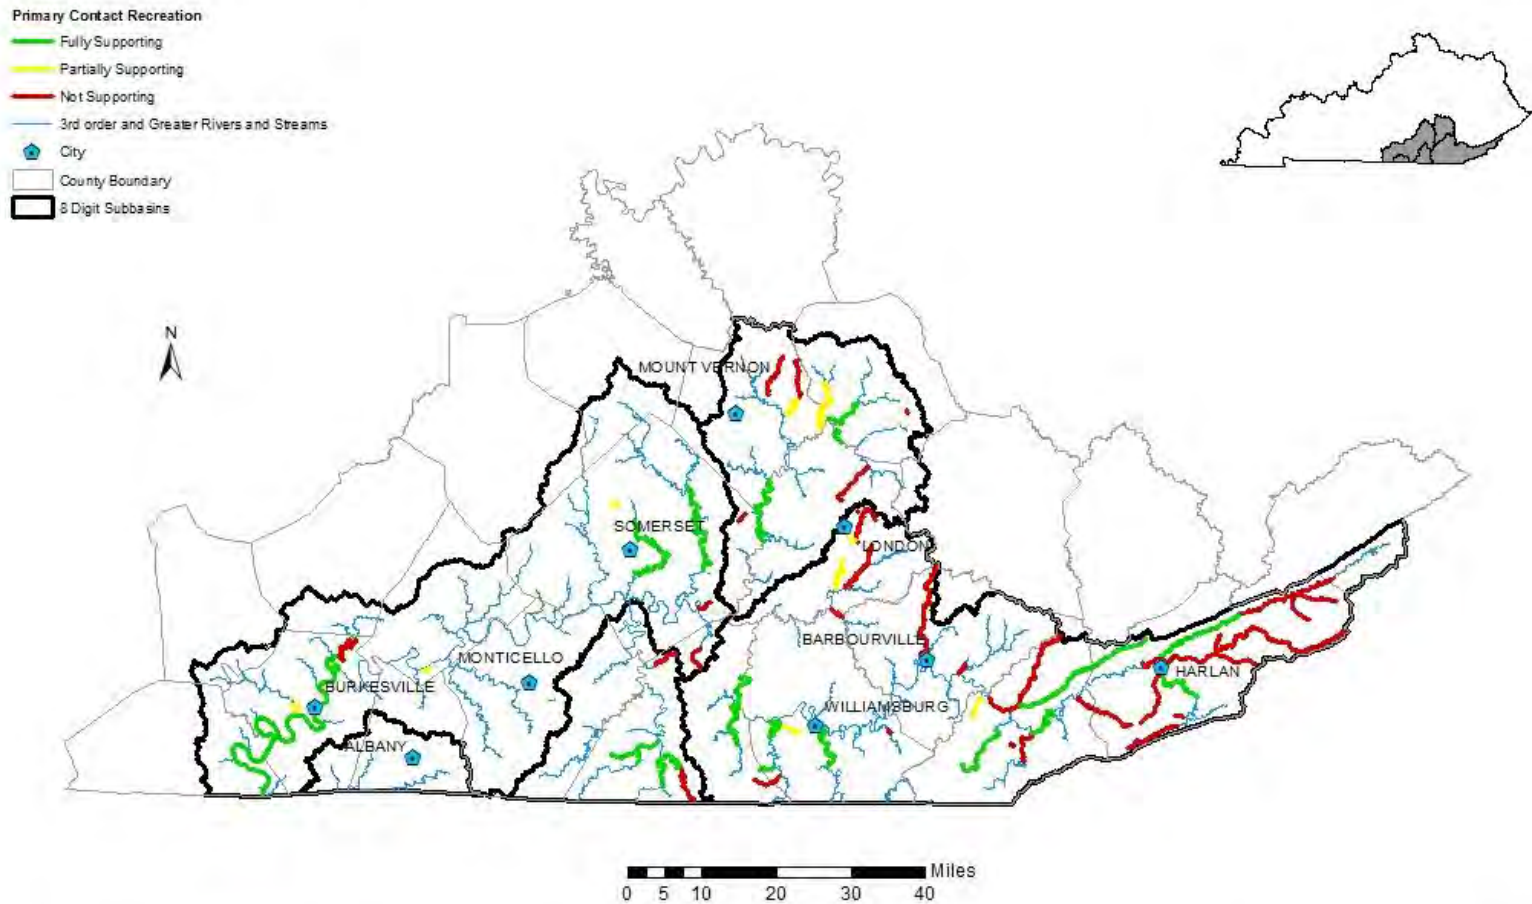 Primary Contact Recreation
Fully Supporting
Partially Supporting
Not Supporting
3rd order and Greater Rivers and Streams
City
County Boundary
8 Digit Subbasins
N
MOUNT VERNON
SOMERSET
LONDON
BARBOURVILLE
MONTICELLO
HARLAN
BURKESVILLE
WILLIAMSBURG
ALBANY
Miles
0 5 10 20 30 40